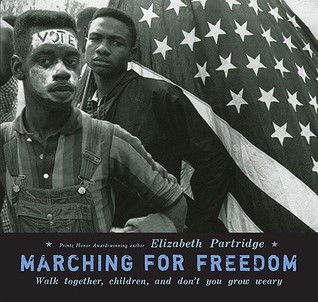 VOTE
Printz Honor Award-winning author Elizabeth Partridge
MARCHING FOR FREEDOM
Walk together, children, and don't you grow weary